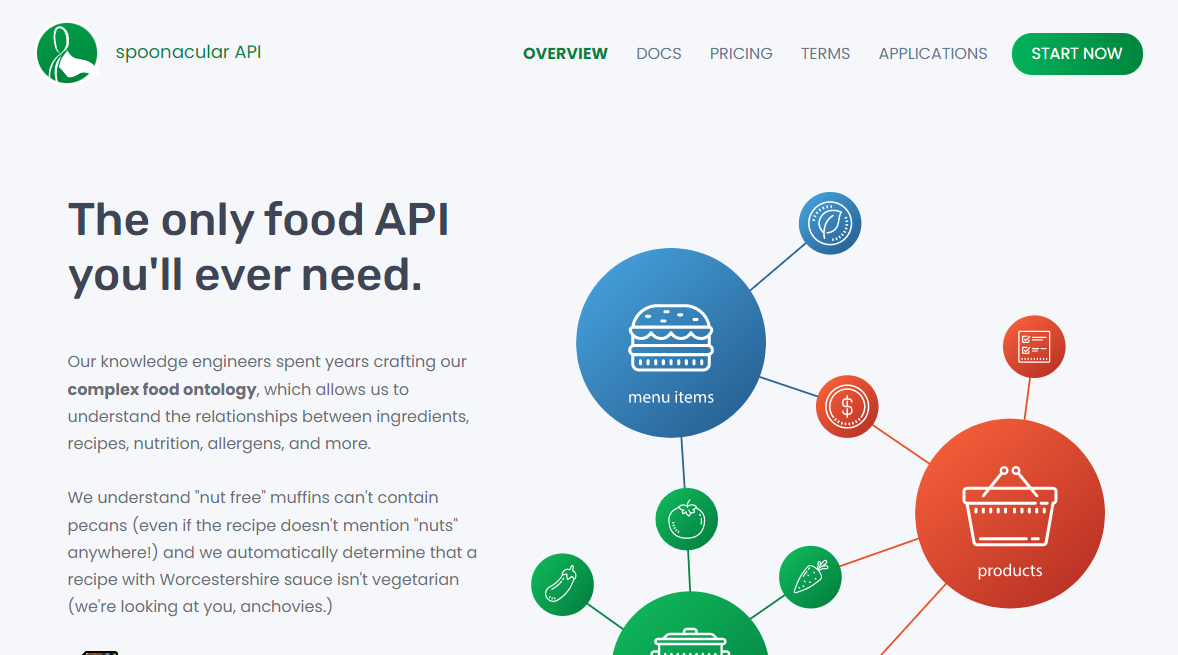 spoonacular API
OVERVIEW DOCS PRICING TERMS APPLICATIONS START NOW
The only food API
you'll ever need.
Our knowledge engineers spent years crafting our
complex food ontology, which allows us to
understand the relationships between ingredients,
recipes, nutrition, allergens, and more.
We understand "nut free" muffins can't contain
pecans (even if the recipe doesn't mention "nuts"
anywhere!) and we automatically determine that a
recipe with Worcestershire sauce isn't vegetarian
(we're looking at you, anchovies.)
menu items
$
products